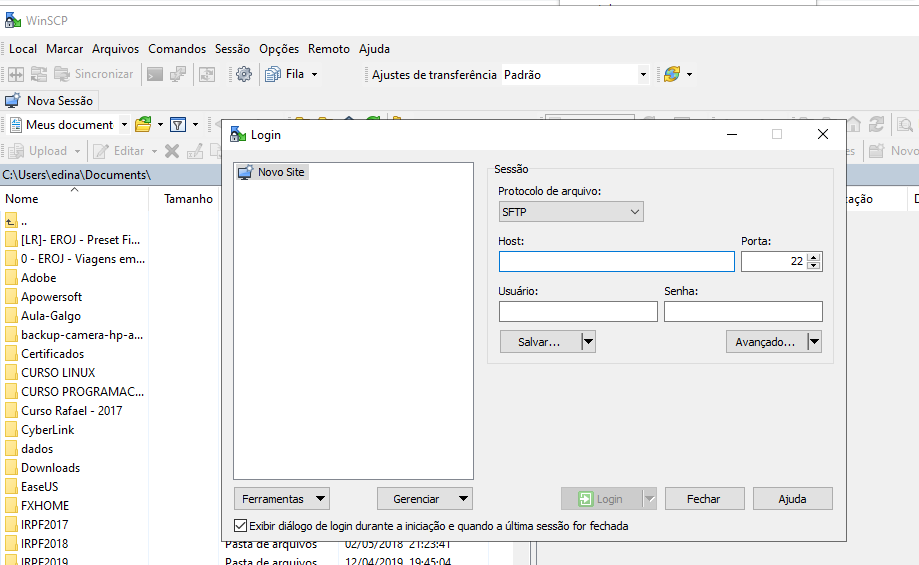 WinSCP
Local Marcar Arquivos Comandos Sessão Opções Remoto Ajuda
Sincronizar Fila Ajustes de transferência Padrão
Nova Sessão
Meus document
Upload Editar Novo
C:\Users\edina\Documents\
Nome Tamanho
..
[LR]- EROJ - Preset Fi...
0 - EROJ - Viagens em...
Adobe
Apowersoft
Aula-Galgo
backup-camera-hp-a...
Certificados
CURSO LINUX
CURSO PROGRAMAC...
Curso Rafael - 2017
CyberLink
dados
Downloads
EaseUS
FXHOME
IRPF2017
IRPF2018 Pasta de arquivos 02/05/2018 21:23:41
IRPF2019 Pasta de arquivos 12/04/2019 19:45:04
Login
Novo Site
Sessão
Protocolo de arquivo:
SFTP
Host: Porta:
22
Usuário: Senha:
Salvar... Avançado...
Ferramentas Gerenciar Login Fechar Ajuda
Exibir diálogo de login durante a iniciação e quando a última sessão for fechada